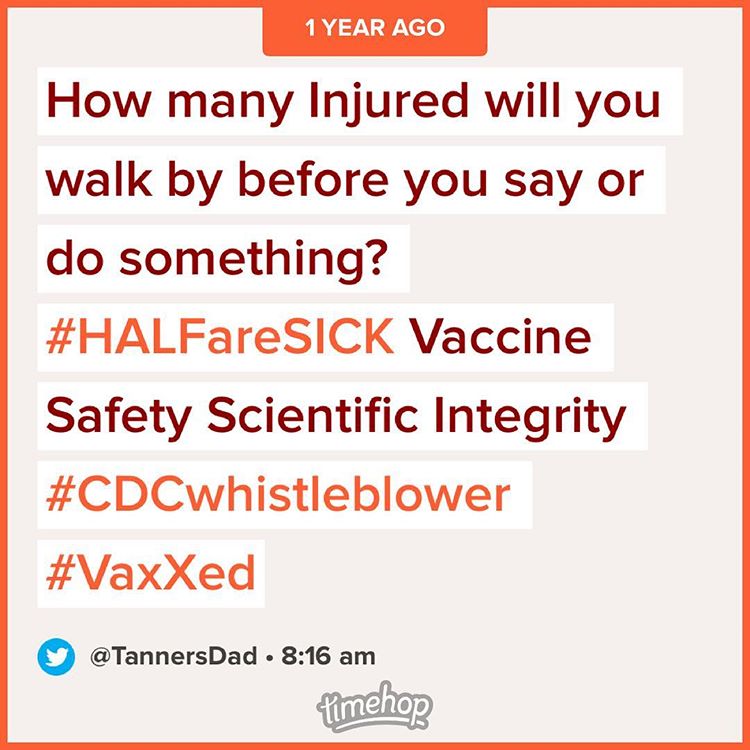 1 YEAR AGO
How many Injured will you
walk by before you say or
do something?
#HALFareSICK Vaccine
Safety Scientific Integrity
#CDCwhistleblower
#VaxXed
@TannersDad • 8:16 am
timehop